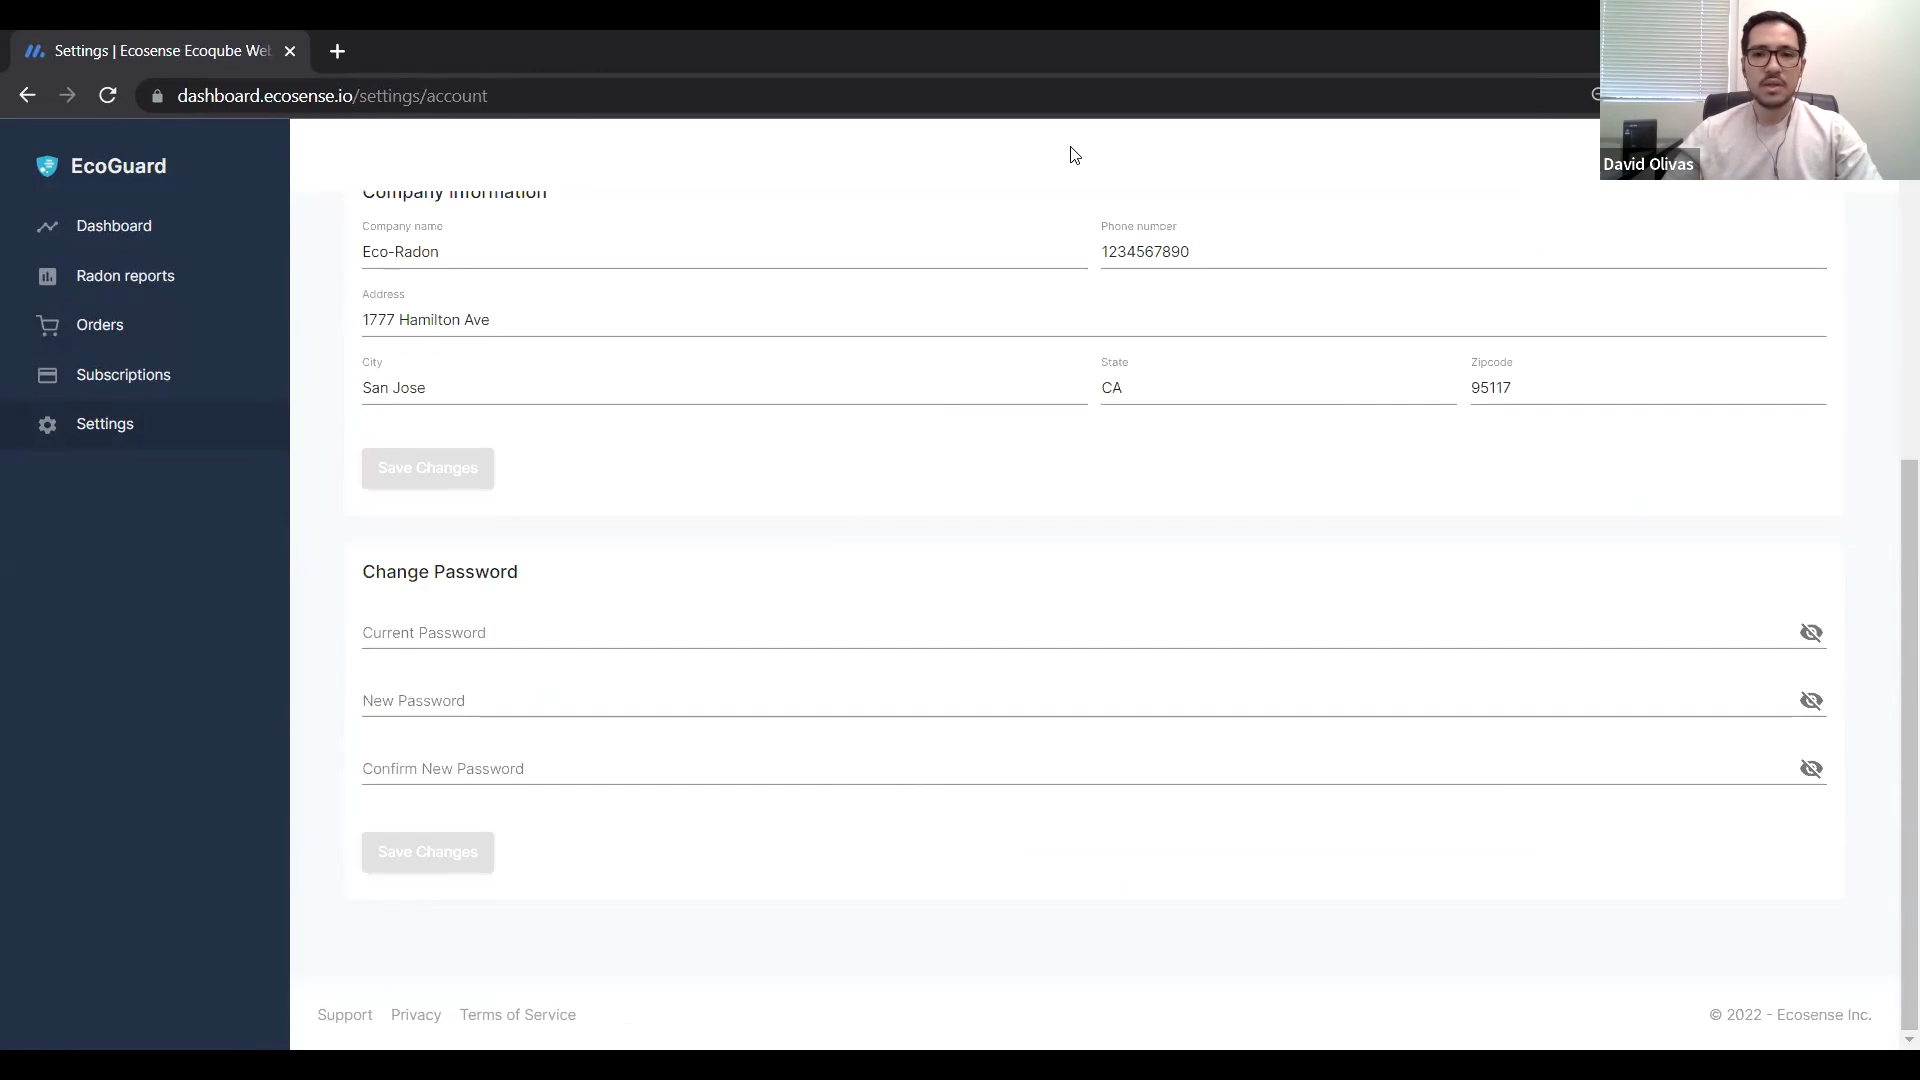 Settings | Ecosense Ecoqube Web
dashboard.ecosense.io/settings/account
David Olivas
EcoGuard
Dashboard
Radon reports
Orders
Subscriptions
Settings
Company Information
Company name
Phone number
Eco-Radon
1234567890
Address
1777 Hamilton Ave
City
State
Zipcode
San Jose
CA
95117
Save Changes
Change Password
Current Password
New Password
Confirm New Password
Save Changes
Support
Privacy
Terms of Service
© 2022 - Ecosense Inc.